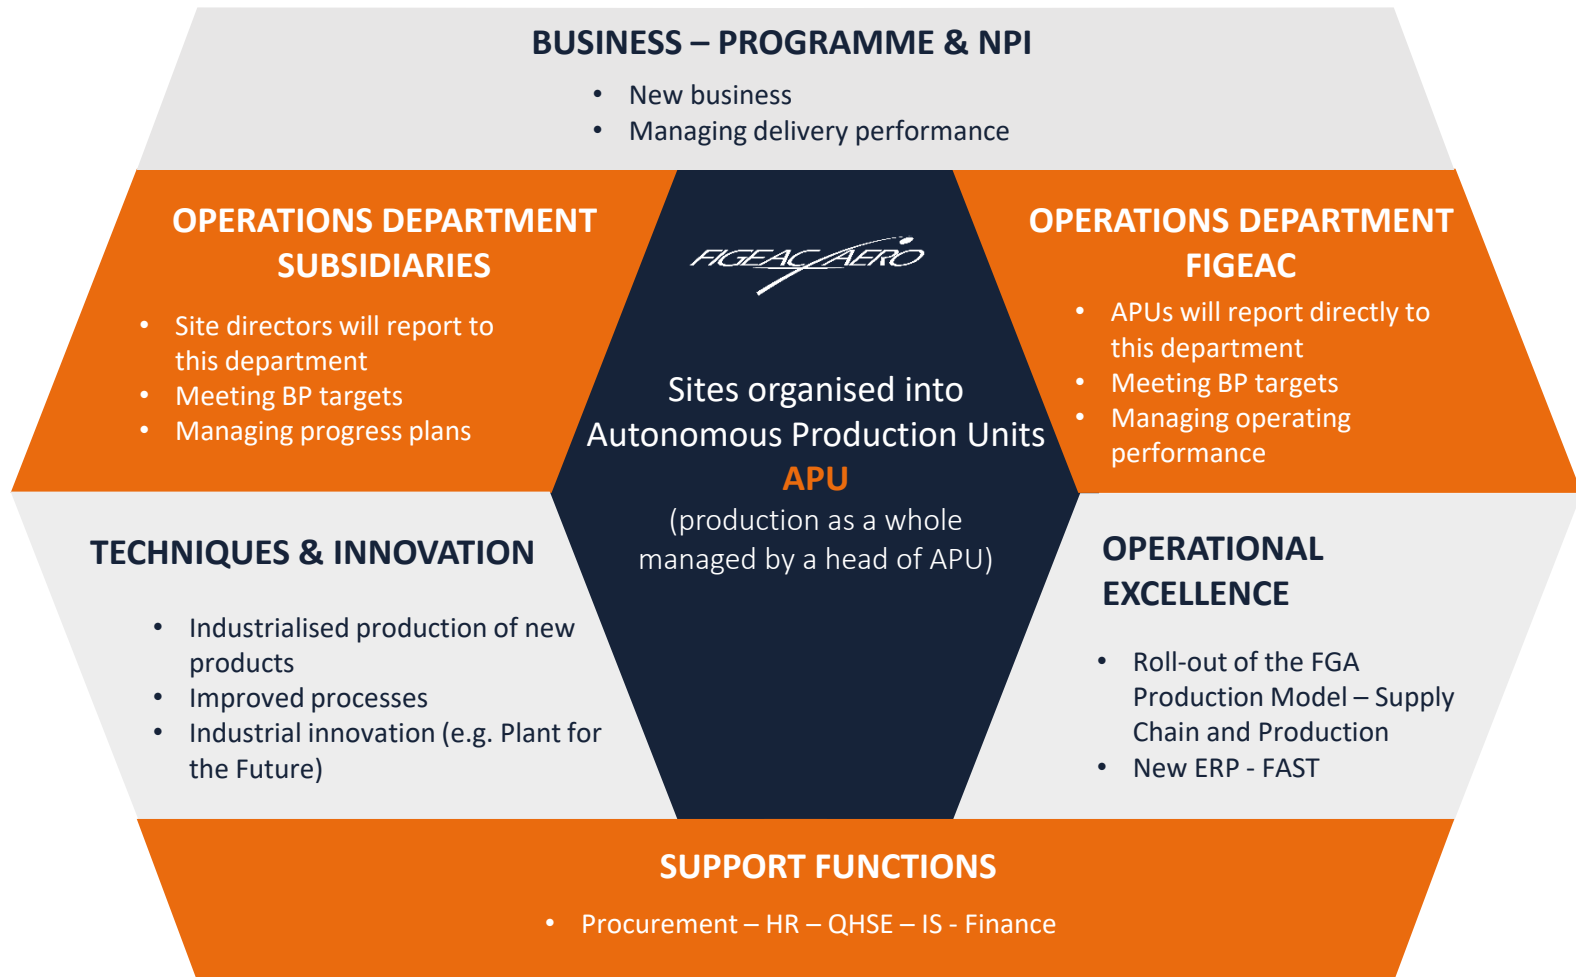 BUSINESS – PROGRAMME & NPI
• New business
• Managing delivery performance
OPERATIONS DEPARTMENT
SUBSIDIARIES
• Site directors will report to
this department
• Meeting BP targets
• Managing progress plans
FIGEAC AERO
Sites organised into
Autonomous Production Units
APU
(production as a whole
managed by a head of APU)
OPERATIONS DEPARTMENT
FIGEAC
• APUs will report directly to
this department
• Meeting BP targets
• Managing operating
performance
TECHNIQUES & INNOVATION
• Industrialised production of new
products
• Improved processes
• Industrial innovation (e.g. Plant for
the Future)
OPERATIONAL
EXCELLENCE
• Roll-out of the FGA
Production Model – Supply
Chain and Production
• New ERP - FAST
SUPPORT FUNCTIONS
• Procurement – HR – QHSE – IS - Finance